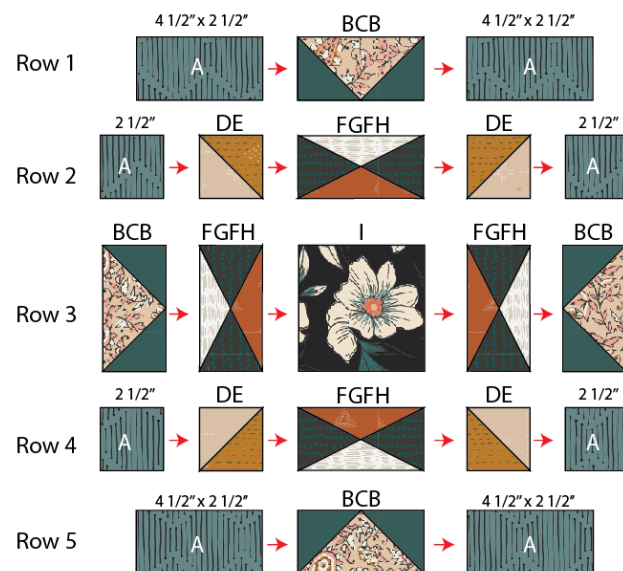 4 1/2” x 2 1/2” BCB 4 1/2” x 2 1/2”
Row 1 A A
2 1/2” DE FGFH DE 2 1/2”
Row 2 A A
BCB FGFH I FGFH BCB
Row 3
2 1/2” DE FGFH DE 2 1/2”
Row 4 A A
4 1/2” x 2 1/2” BCB 4 1/2” x 2 1/2”
Row 5 A A